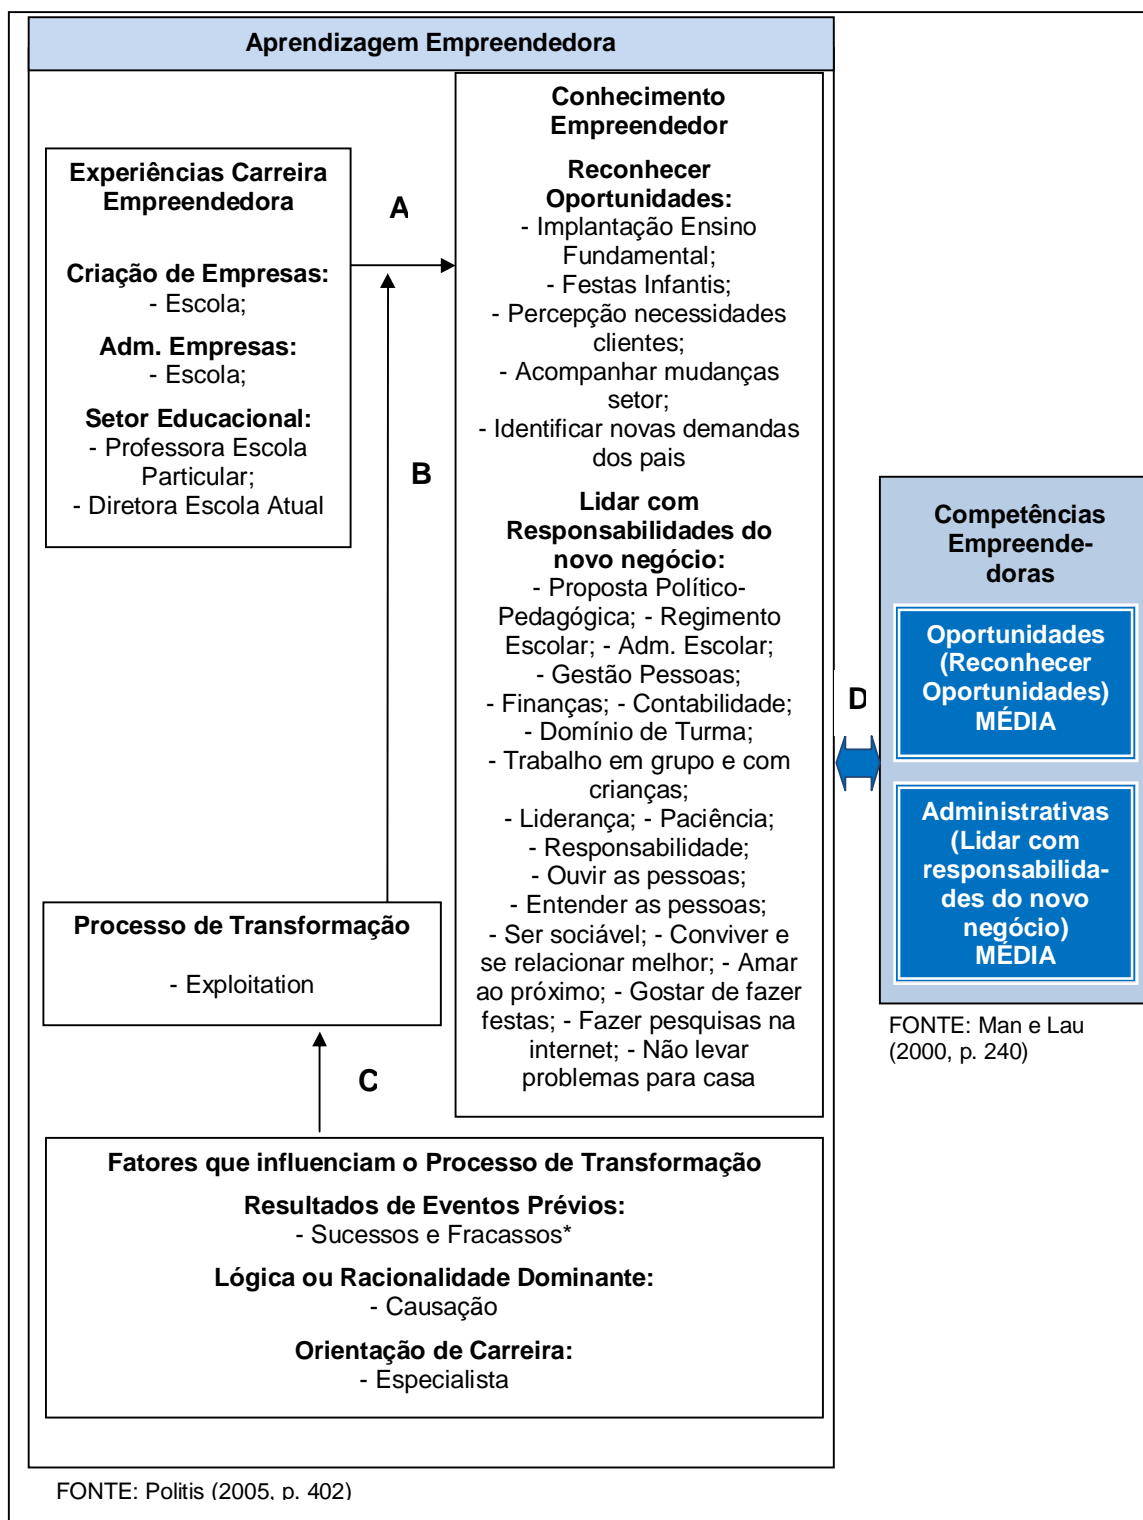 Aprendizagem Empreendedora
Experiências Carreira
Empreendedora
Criação de Empresas:
- Escola;
Adm. Empresas:
- Escola;
Setor Educacional:
- Professora Escola
Particular;
- Diretora Escola Atual
A
B
Conhecimento
Empreendedor
Reconhecer
Oportunidades:
- Implantação Ensino
Fundamental;
- Festas Infantis;
- Percepção necessidades
clientes;
- Acompanhar mudanças
setor;
- Identificar novas demandas
dos pais
Lidar com
Responsabilidades do
novo negócio:
- Proposta Político-
Pedagógica; - Regimento
Escolar; - Adm. Escolar;
- Gestão Pessoas;
- Finanças; - Contabilidade;
- Domínio de Turma;
- Trabalho em grupo e com
crianças;
- Liderança; - Paciência;
- Responsabilidade;
- Ouvir as pessoas;
- Entender as pessoas;
- Ser sociável; - Conviver e
se relacionar melhor; - Amar
ao próximo; - Gostar de fazer
festas; - Fazer pesquisas na
internet; - Não levar
problemas para casa
Processo de Transformação
- Exploitation
C
Fatores que influenciam o Processo de Transformação
Resultados de Eventos Prévios:
- Sucessos e Fracassos*
Lógica ou Racionalidade Dominante:
- Causação
Orientação de Carreira:
- Especialista
FONTE: Politis (2005, p. 402)
D
Competências
Empreende-
doras
Oportunidades
(Reconhecer
Oportunidades)
MÉDIA
Administrativas
(Lidar com
responsabilida-
des do novo
negócio)
MÉDIA
FONTE: Man e Lau
(2000, p. 240)